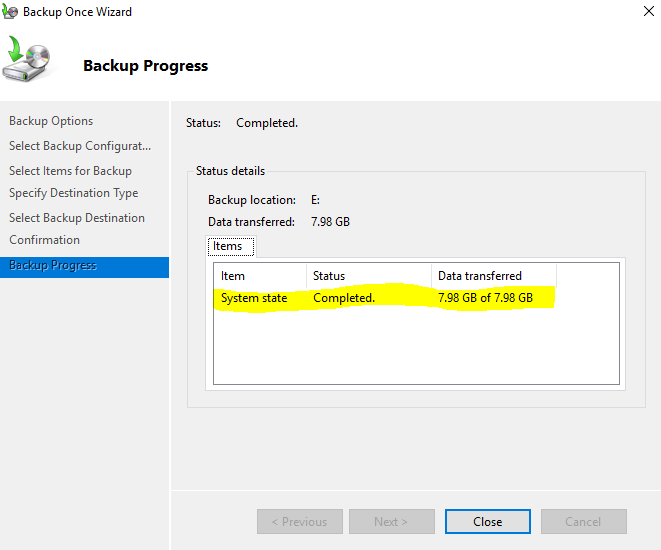 Backup Once Wizard
Backup Progress
Backup Options
Select Backup Configurat...
Select Items for Backup
Specify Destination Type
Select Backup Destination
Confirmation
Backup Progress
Status: Completed.
Status details
Backup location: E:
Data transferred: 7.98 GB
Items
Item Status Data transferred
System state Completed. 7.98 GB of 7.98 GB
< Previous Next > Close Cancel